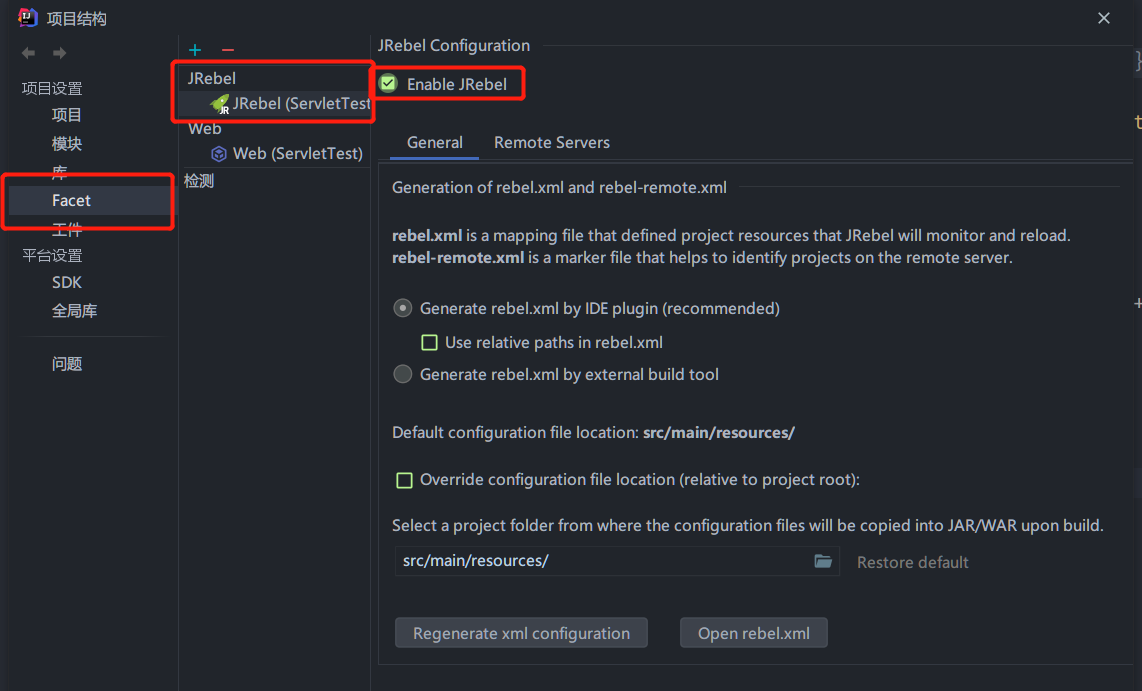 项目结构
项目设置
项目
模块
库
Facet
工件
平台设置
SDK
全局库
问题
JRebel
JRebel (ServletTest
Web
Web (ServletTest)
检测
JRebel Configuration
Enable JRebel
General
Remote Servers
Generation of rebel.xml and rebel-remote.xml
rebel.xml is a mapping file that defined project resources that JRebel will monitor and reload.
rebel-remote.xml is a marker file that helps to identify projects on the remote server.
Generate rebel.xml by IDE plugin (recommended)
Use relative paths in rebel.xml
Generate rebel.xml by external build tool
Default configuration file location: src/main/resources/
Override configuration file location (relative to project root):
Select a project folder from where the configuration files will be copied into JAR/WAR upon build.
src/main/resources/
Restore default
Regenerate xml configuration
Open rebel.xml